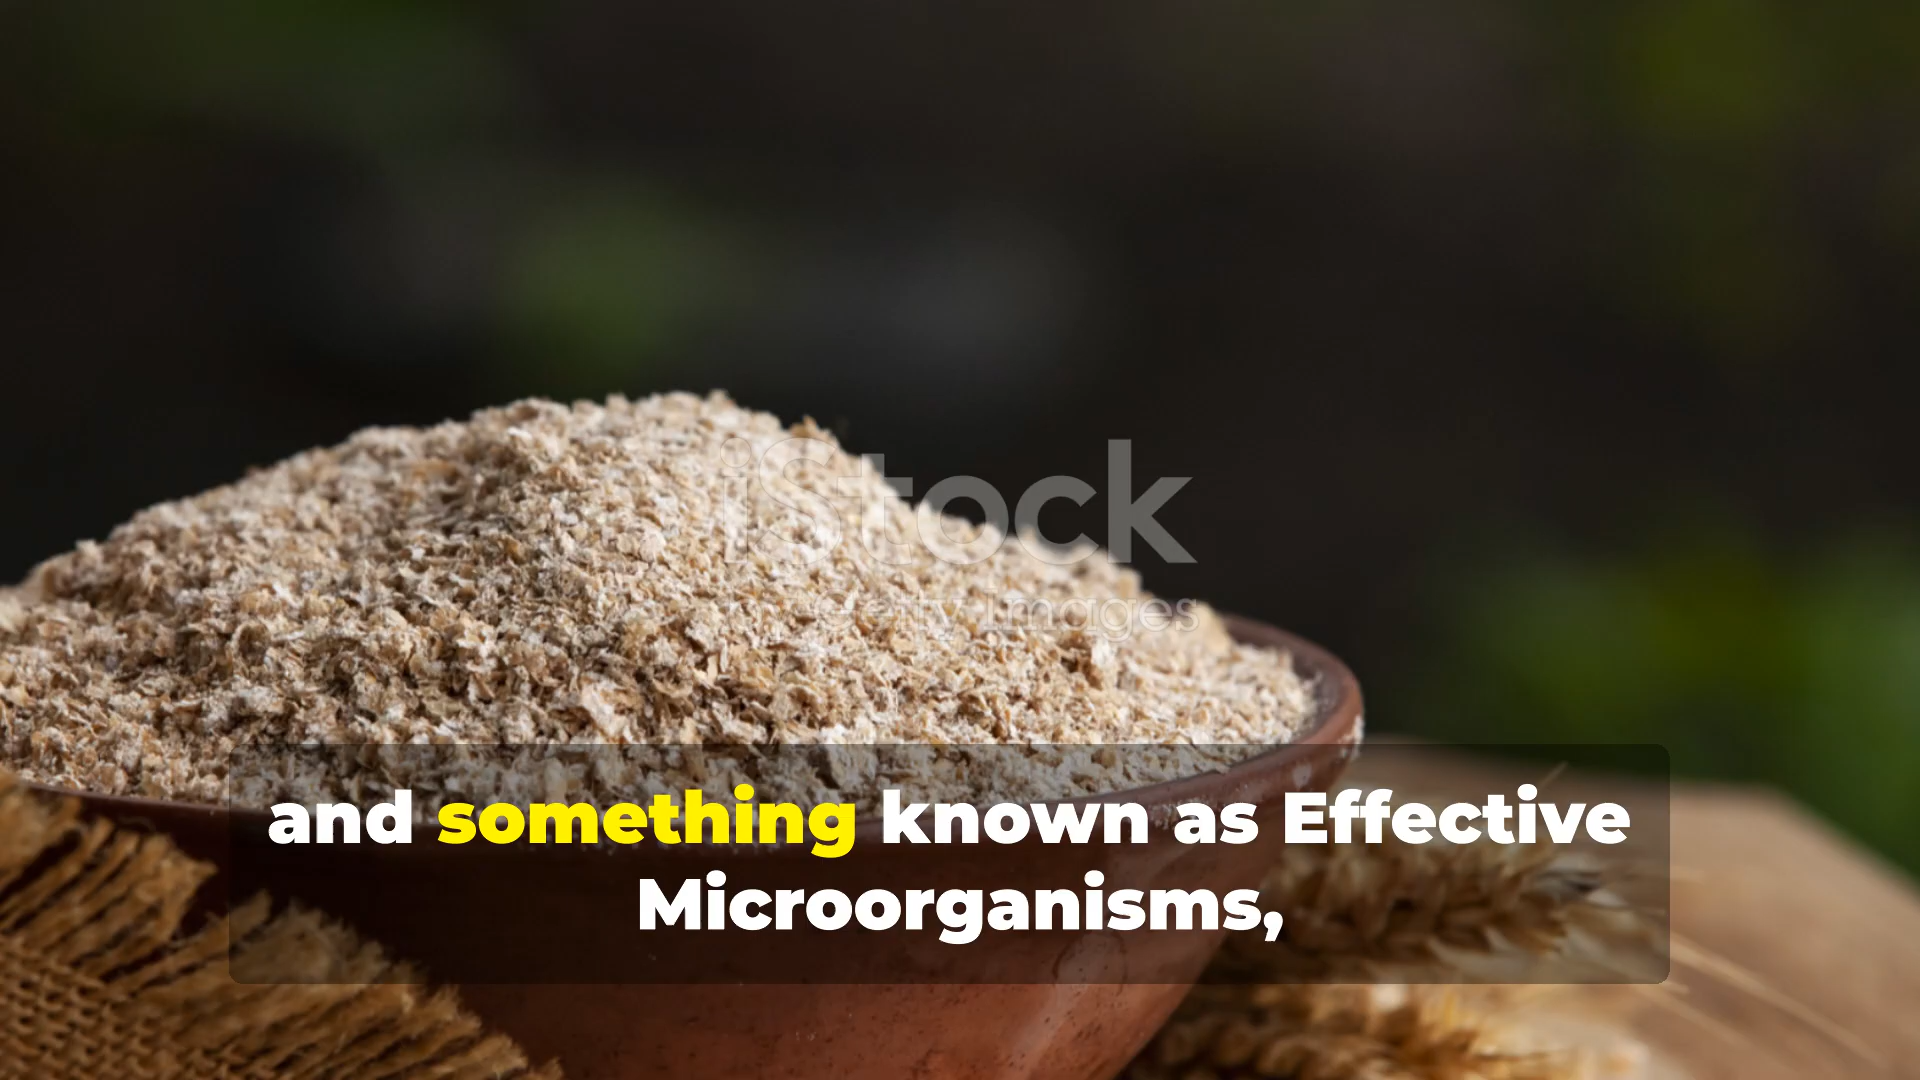 iStock
Getty Images
and something known as Effective
Microorganisms,